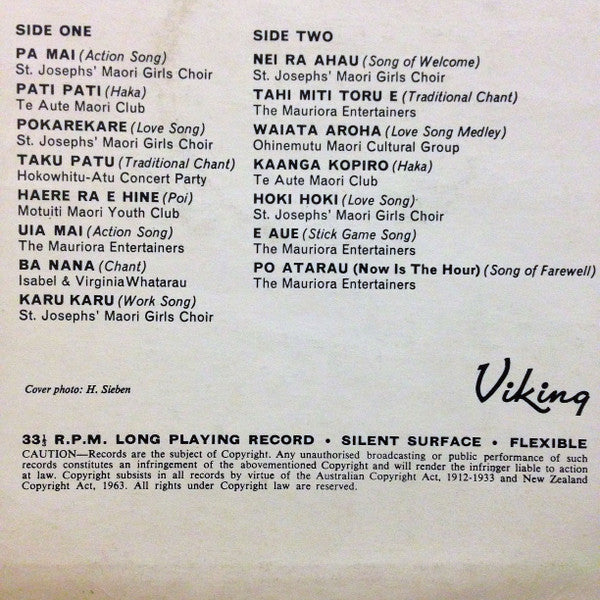 SIDE ONE
PA MAI (Action Song)
St. Josephs' Maori Girls Choir
PATI PATI (Haka)
Te Aute Maori Club
POKAREKARE (Love Song)
St. Josephs' Maori Girls Choir
TAKU PATU (Traditional Chant)
Hokowhitu-Atu Concert Party
HAERE RA E HINE (Poi)
Motuiti Maori Youth Club
UIA MAI (Action Song)
The Mauriora Entertainers
BA NANA (Chant)
Isabel & Virginia Whatarau
KARU KARU (Work Song)
St. Josephs' Maori Girls Choir
SIDE TWO
NEI RA AHAU (Song of Welcome)
St. Josephs' Maori Girls Choir
TAHI MITI TORU E (Traditional Chant)
The Mauriora Entertainers
WAIATA AROHA (Love Song Medley)
Ohinemutu Maori Cultural Group
KAANGA KOPIRO (Haka)
Te Aute Maori Club
HOKI HOKI (Love Song)
St. Josephs' Maori Girls Choir
E AUE (Stick Game Song)
The Mauriora Entertainers
PO ATARAU (Now Is The Hour) (Song of Farewell)
The Mauriora Entertainers
Cover photo: H. Sieben
Viking
33⅓ R.P.M. LONG PLAYING RECORD • SILENT SURFACE • FLEXIBLE
CAUTION—Records are the subject of Copyright. Any unauthorised broadcasting or public performance of such
records constitutes an infringement of the abovementioned Copyright and will render the infringer liable to action
at law. Copyright subsists in all records by virtue of the Australian Copyright Act, 1912-1933 and New Zealand
Copyright Act, 1963. All rights under Copyright law are reserved.